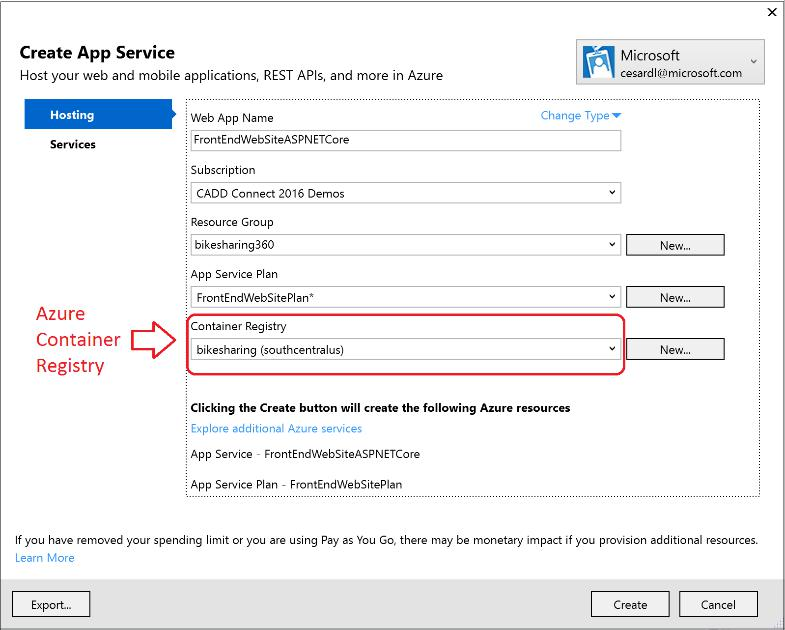 Create App Service
Host your web and mobile applications, REST APIs, and more in Azure
Microsoft
cesardl@microsoft.com
Hosting
Services
Web App Name
Change Type
FrontEndWebSiteASPNETCore
Subscription
CADD Connect 2016 Demos
Resource Group
bikesharing360
New...
App Service Plan
FrontEndWebSitePlan*
New...
Azure
Container
Registry
Container Registry
bikesharing (southcentralus)
New...
Clicking the Create button will create the following Azure resources
Explore additional Azure services
App Service - FrontEndWebSiteASPNETCore
App Service Plan - FrontEndWebSitePlan
If you have removed your spending limit or you are using Pay as You Go, there may be monetary impact if you provision additional resources.
Learn More
Export...
Create
Cancel